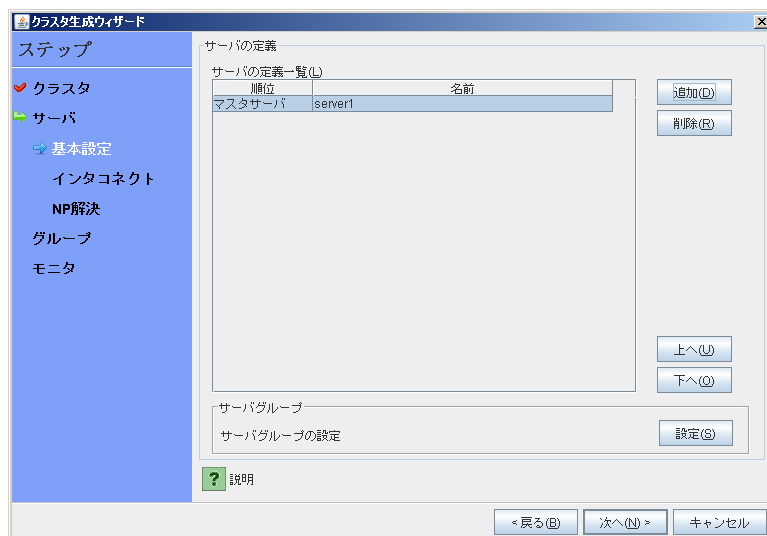 クラスタ生成ウィザード
ステップ
クラスタ
サーバ
基本設定
インタコネクト
NP解決
グループ
モニタ
サーバの定義
サーバの定義一覧(L)
順位 名前
マスタサーバ server1
追加(D)
削除(R)
上へ(U)
下へ(O)
サーバグループ
サーバグループの設定
設定(S)
? 説明
<戻る(B) 次へ(N)> キャンセル